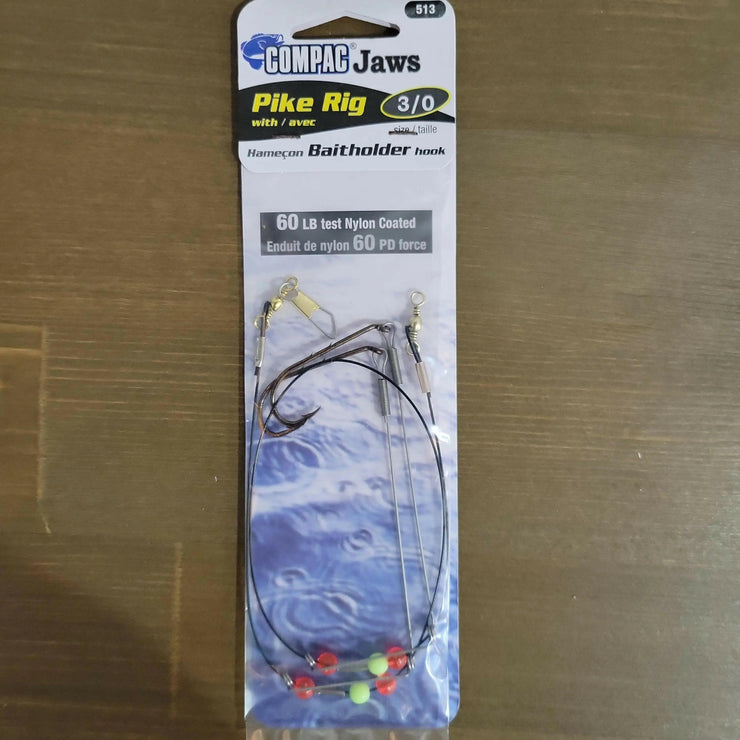 513
COMPAC® Jaws
Pike Rig 3/0
with / avec
size / taille
Hameçon Baitholder hook
60 LB test Nylon Coated
Enduit de nylon 60 PD force